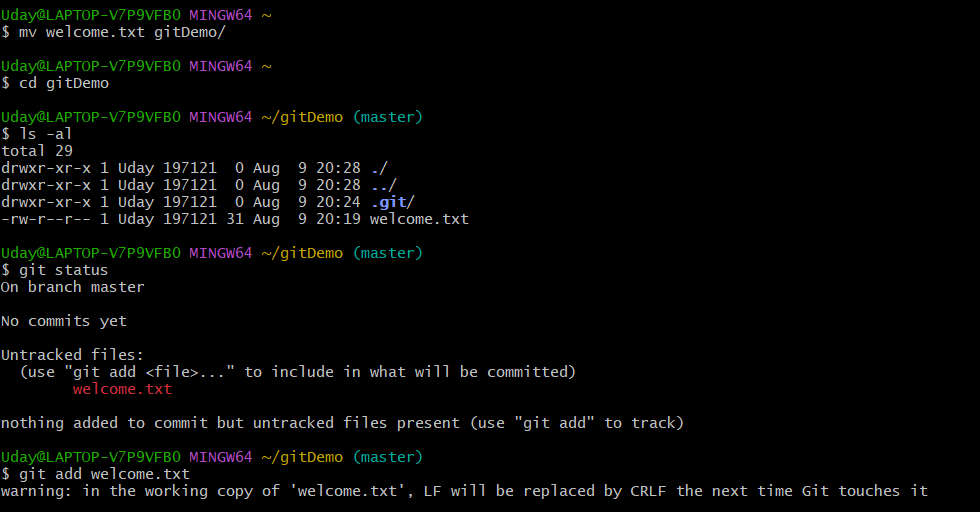 Uday@LAPTOP-V7P9VFBO MINGW64 ~
$ mv welcome.txt gitDemo/
Uday@LAPTOP-V7P9VFBO MINGW64 ~
$ cd gitDemo
Uday@LAPTOP-V7P9VFBO MINGW64 ~/gitDemo (master)
$ ls -al
total 29
drwxr-xr-x 1 Uday 197121  0 Aug  9 20:28 ./
drwxr-xr-x 1 Uday 197121  0 Aug  9 20:28 ../
drwxr-xr-x 1 Uday 197121  0 Aug  9 20:24 .git/
-rw-r--r-- 1 Uday 197121 31 Aug  9 20:19 welcome.txt
Uday@LAPTOP-V7P9VFBO MINGW64 ~/gitDemo (master)
$ git status
On branch master
No commits yet
Untracked files:
  (use "git add <file>..." to include in what will be committed)
        welcome.txt
nothing added to commit but untracked files present (use "git add" to track)
Uday@LAPTOP-V7P9VFBO MINGW64 ~/gitDemo (master)
$ git add welcome.txt
warning: in the working copy of 'welcome.txt', LF will be replaced by CRLF the next time Git touches it